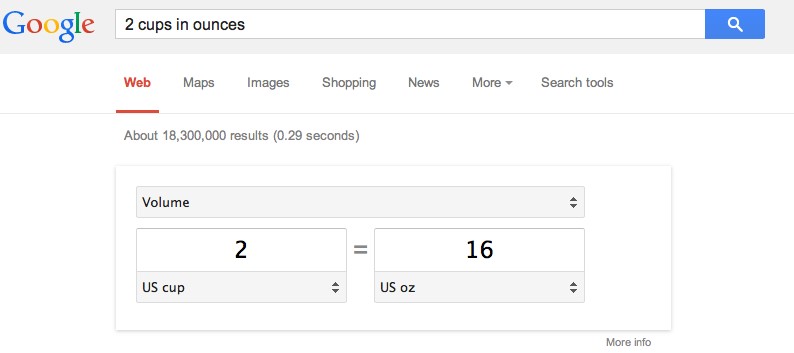 Google 2 cups in ounces
Web Maps Images Shopping News More Search tools
About 18,300,000 results (0.29 seconds)
Volume
2 = 16
US cup US oz
More info